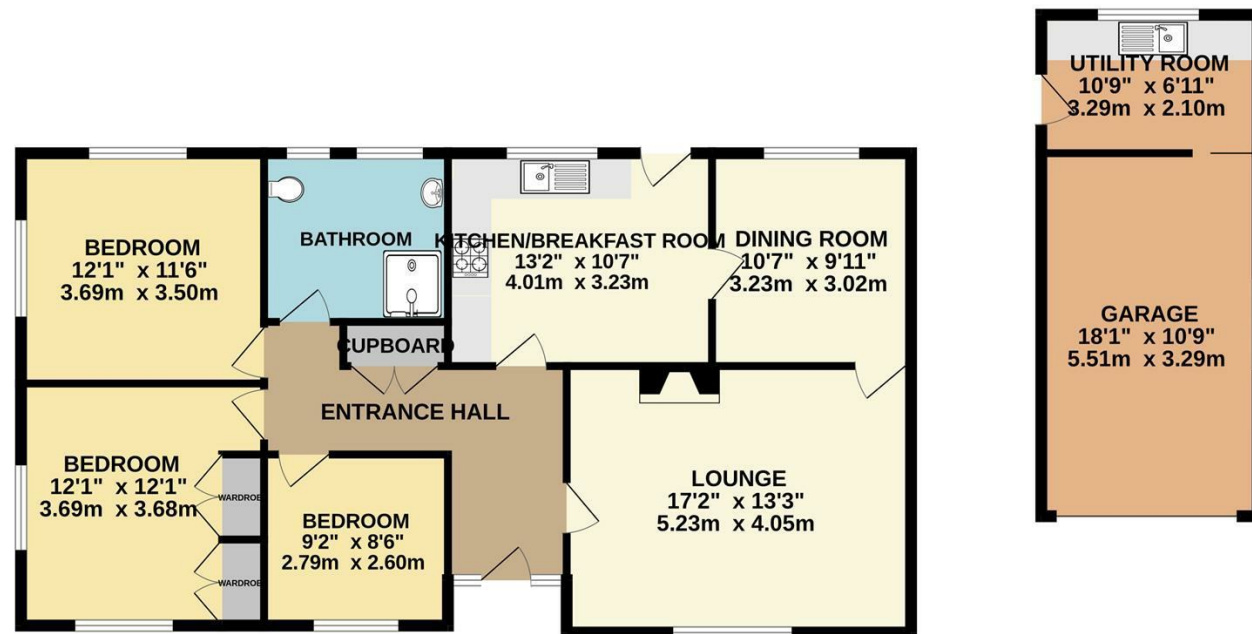 UTILITY ROOM
10'9" x 6'11"
3.29m x 2.10m
BEDROOM
12'1" x 11'6"
3.69m x 3.50m
BATHROOM
KITCHEN/BREAKFAST ROOM
13'2" x 10'7"
4.01m x 3.23m
DINING ROOM
10'7" x 9'11"
3.23m x 3.02m
GARAGE
18'1" x 10'9"
5.51m x 3.29m
CUPBOARD
ENTRANCE HALL
BEDROOM
12'1" x 12'1"
3.69m x 3.68m
WARDROBE
WARDROBE
BEDROOM
9'2" x 8'6"
2.79m x 2.60m
LOUNGE
17'2" x 13'3"
5.23m x 4.05m